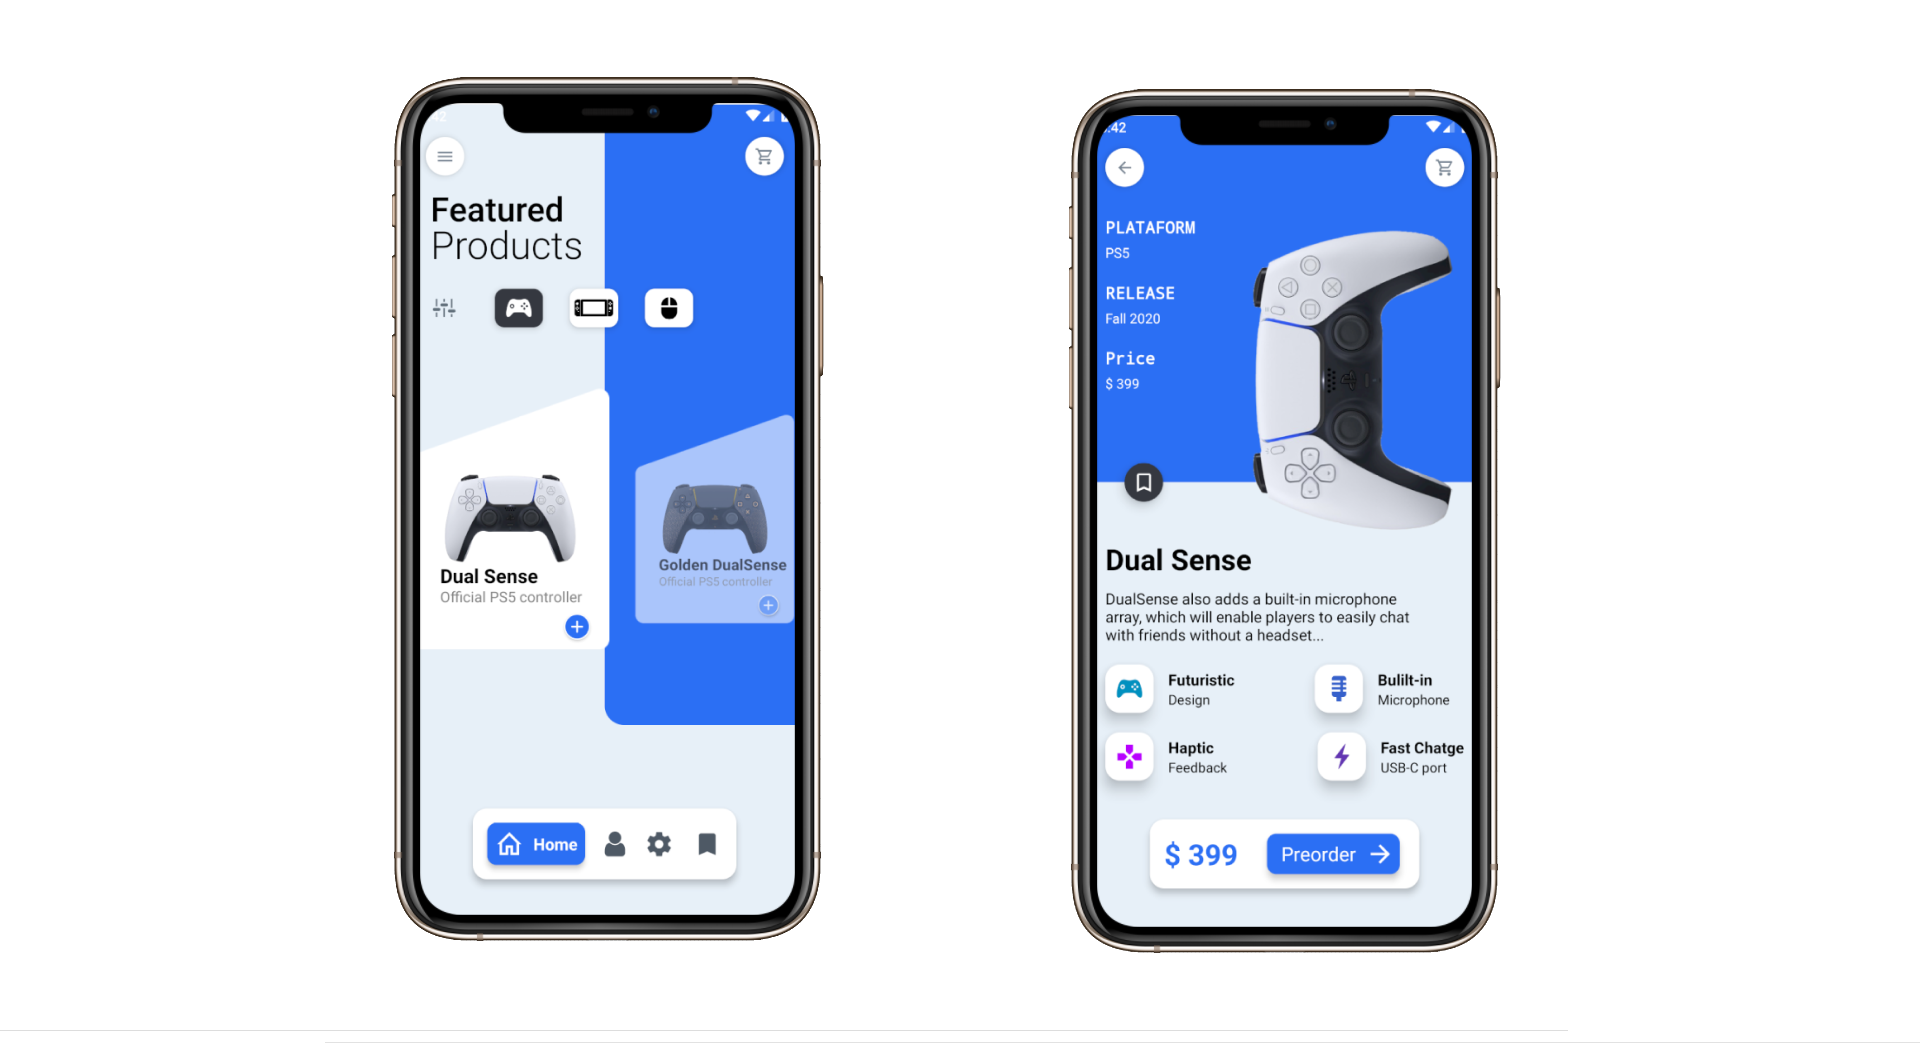 42
Featured
Products
Dual Sense
Official PS5 controller
Golden DualSense
Official PS5 controller
Home
:42
PLATAFORM
PS5
RELEASE
Fall 2020
Price
$ 399
Dual Sense
DualSense also adds a built-in microphone
array, which will enable players to easily chat
with friends without a headset...
Futuristic
Design
Bulilt-in
Microphone
Haptic
Feedback
Fast Chatge
USB-C port
$ 399
Preorder